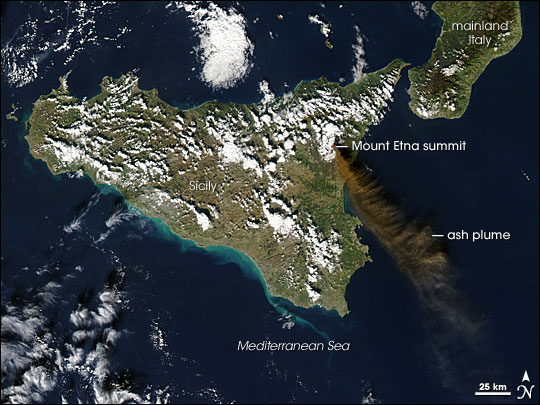 mainland
Italy
Mount Etna summit
Sicily
ash plume
Mediterranean Sea
25 km
N